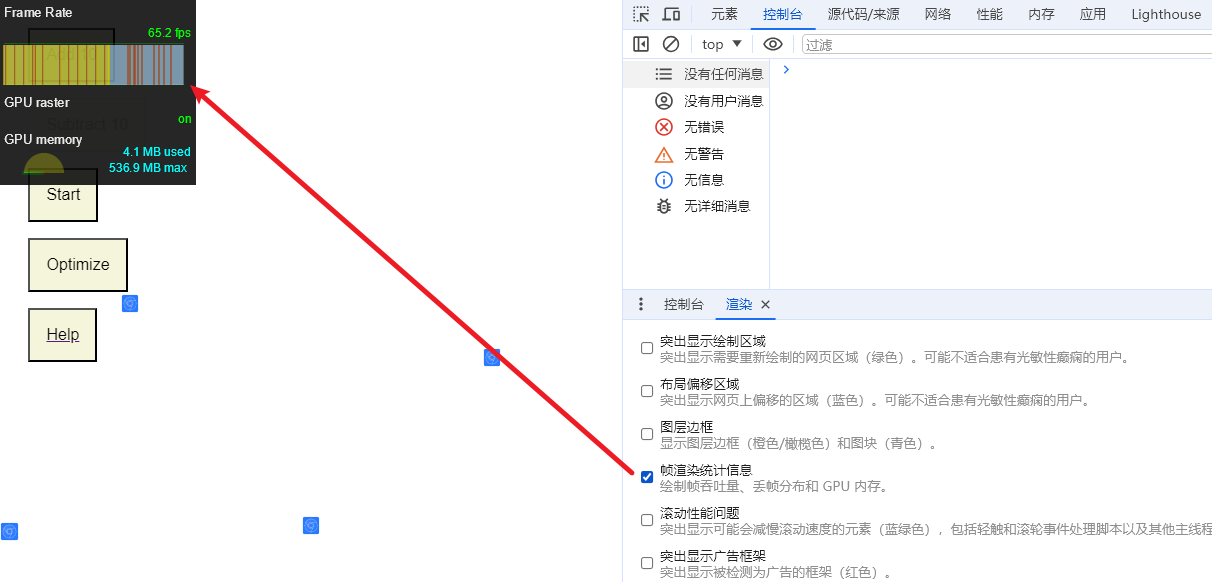 Frame Rate
65.2 fps
Add 10
GPU raster
on
Subtract 10
GPU memory
4.1 MB used
536.9 MB max
Start
Optimize
Help
元素
控制台
源代码/来源
网络
性能
内存
应用
Lighthouse
top
过滤
没有任何消息
没有用户消息
无错误
无警告
无信息
无详细消息
控制台
渲染
突出显示绘制区域
突出显示需要重新绘制的网页区域（绿色）。可能不适合患有光敏性癫痫的用户。
布局偏移区域
突出显示网页上偏移的区域（蓝色）。可能不适合患有光敏性癫痫的用户。
图层边框
显示图层边框（橙色/橄榄色）和图块（青色）。
帧渲染统计信息
绘制帧吞吐量、丢帧分布和 GPU 内存。
滚动性能问题
突出显示可能会减慢滚动速度的元素（蓝绿色），包括轻触和滚轮事件处理脚本以及其他主线程
突出显示广告框架
突出显示被检测为广告的框架（红色）。